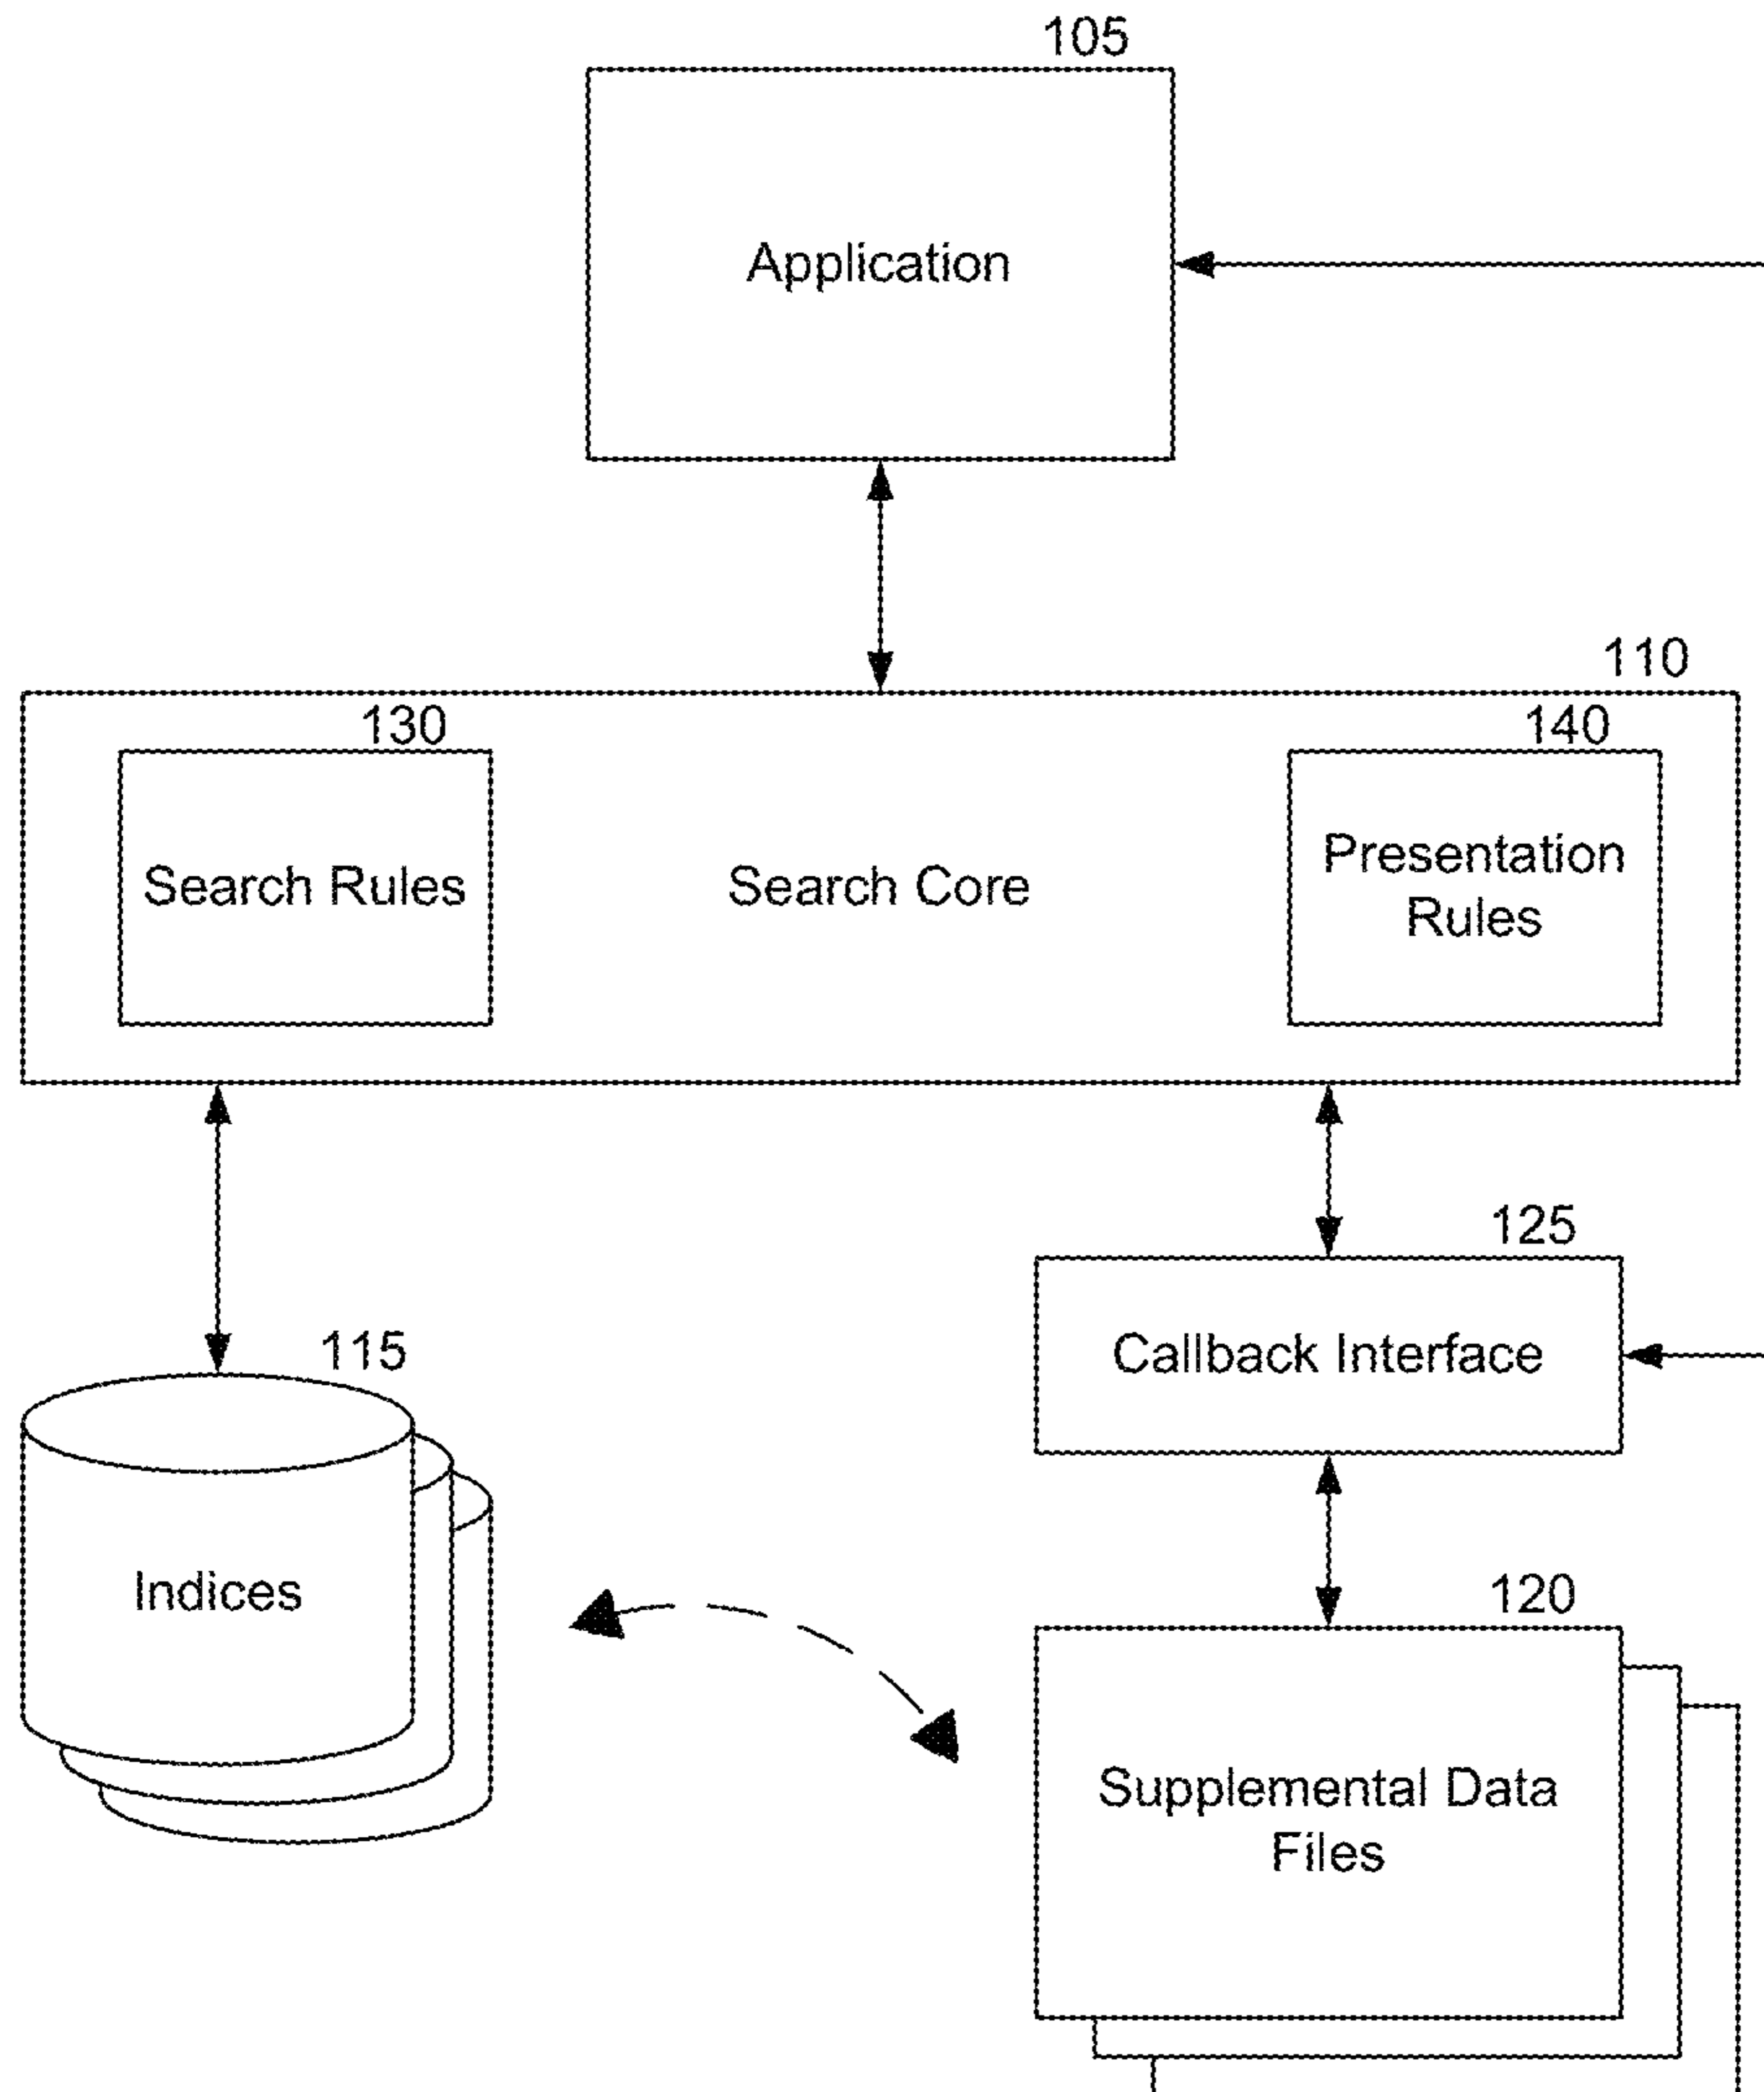 105
Application
110
130
140
Search Rules
Search Core
Presentation
Rules
125
Callback Interface
115
Indices
120
Supplemental Data
Files